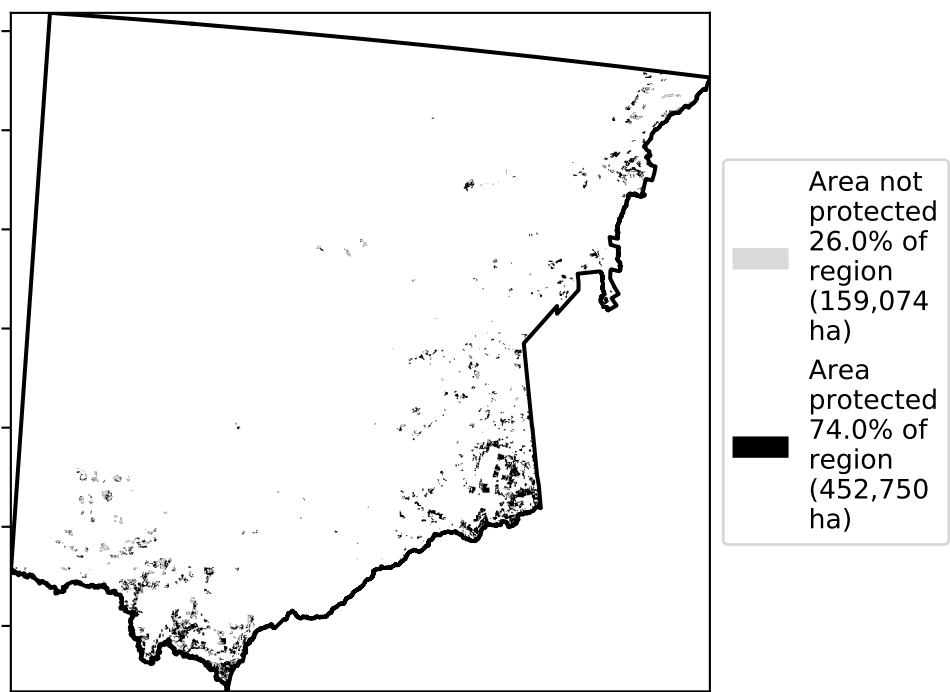 Area not
protected
26.0% of
region
(159,074
ha)
Area
protected
74.0% of
region
(452,750
ha)